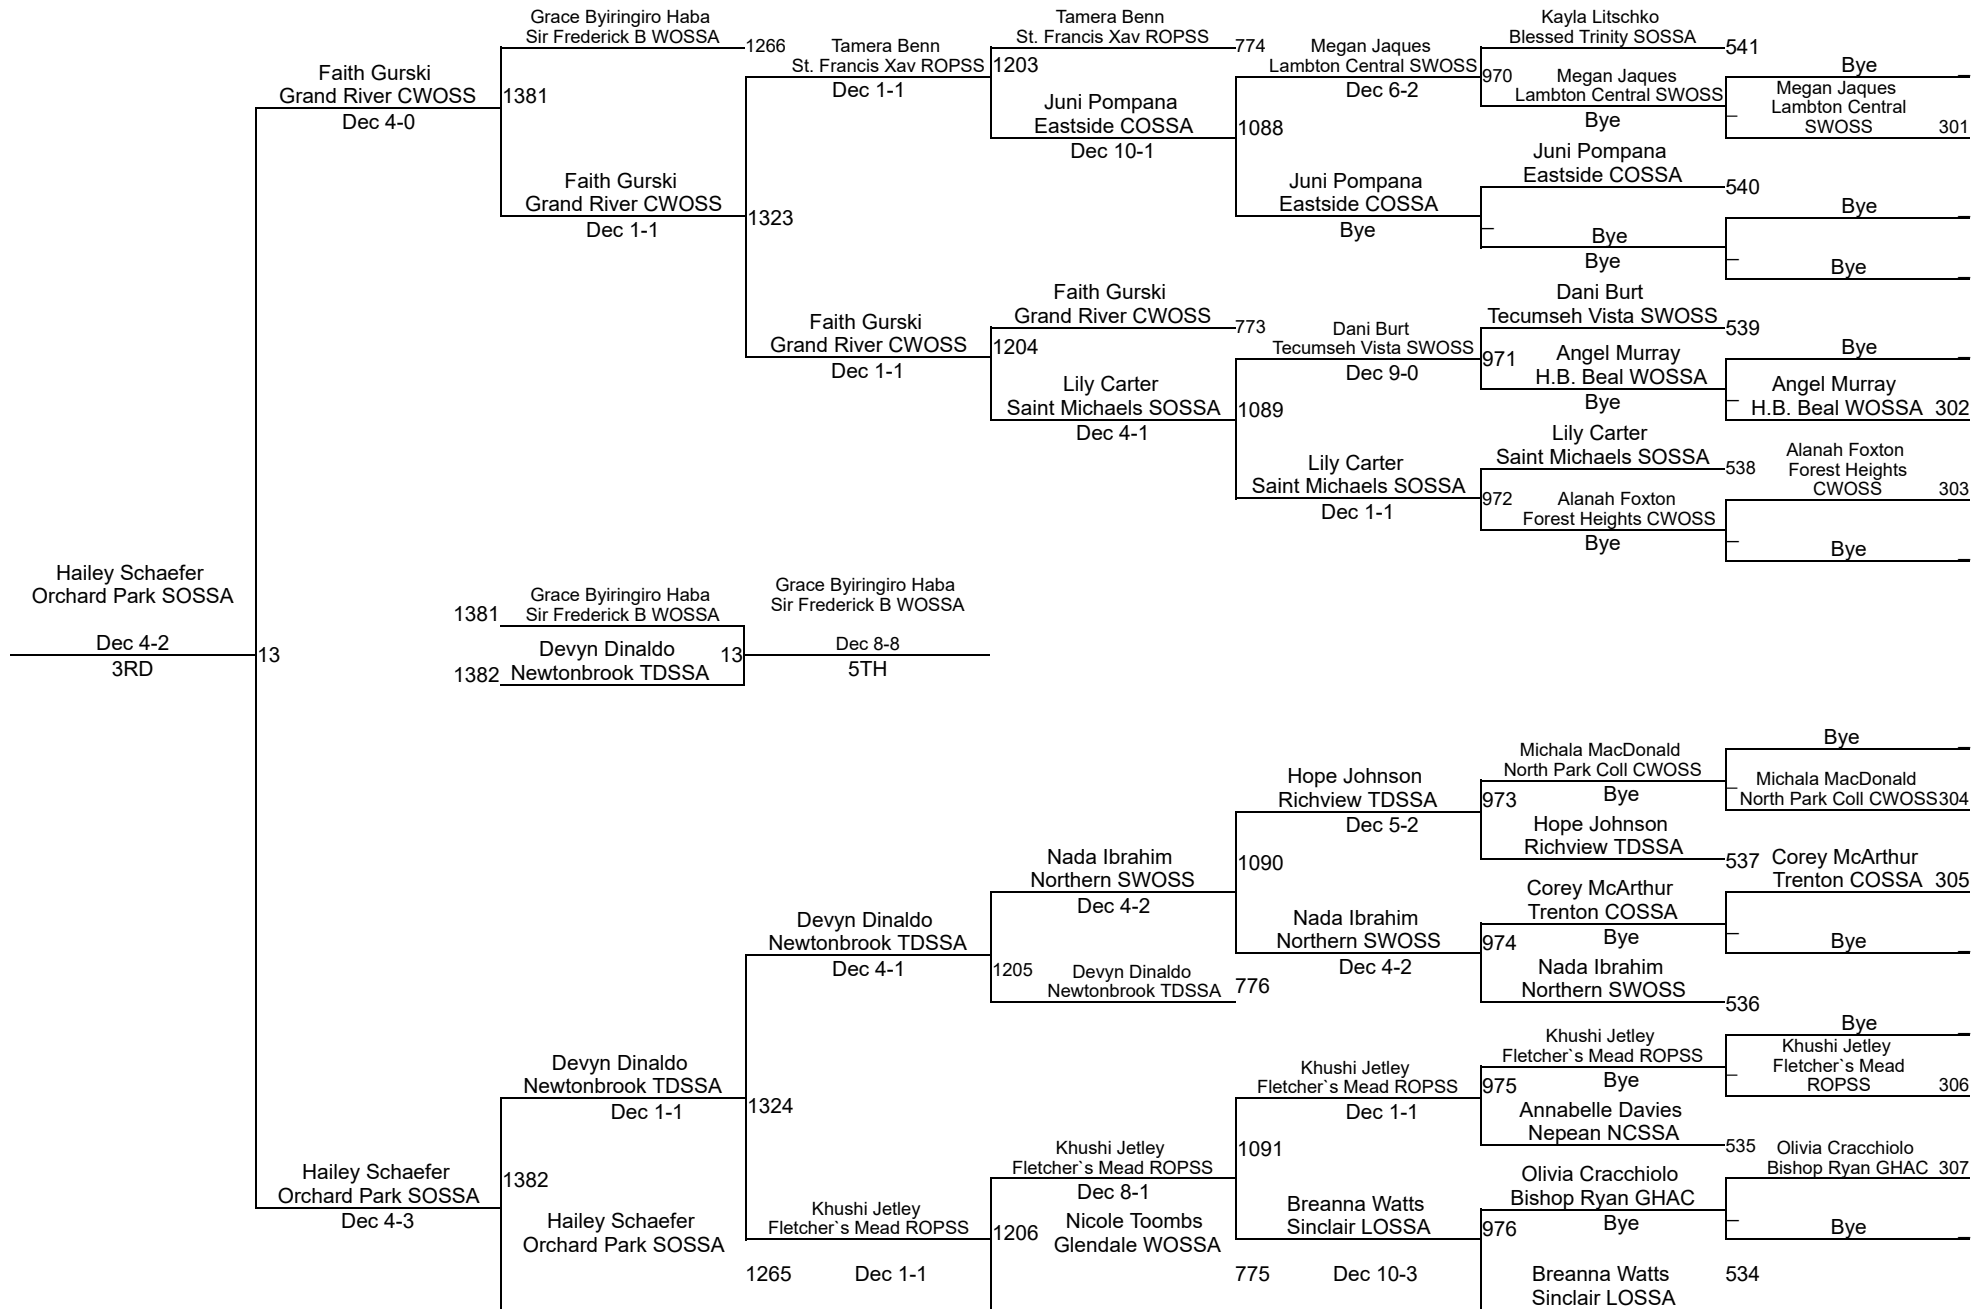 Grace Byiringiro Haba
Sir Frederick B WOSSA
1266
Tamera Benn
St. Francis Xav ROPSS
774
Kayla Litschko
Blessed Trinity SOSSA
541
Faith Gurski
Grand River CWOSS
Dec 4-0
1381
Tamera Benn
St. Francis Xav ROPSS
Dec 1-1
1203
Megan Jaques
Lambton Central SWOSS
Dec 6-2
970
Megan Jaques
Lambton Central SWOSS
Bye
Bye
Megan Jaques
Lambton Central
SWOSS 301
Juni Pompana
Eastside COSSA
Dec 10-1
1088
Juni Pompana
Eastside COSSA
540
Faith Gurski
Grand River CWOSS
Dec 1-1
1323
Juni Pompana
Eastside COSSA
Bye
Bye
Bye
Bye
Bye
Faith Gurski
Grand River CWOSS
Dec 1-1
Faith Gurski
Grand River CWOSS
773
1204
Dani Burt
Tecumseh Vista SWOSS
Dec 9-0
Dani Burt
Tecumseh Vista SWOSS
539
971
Angel Murray
H.B. Beal WOSSA
Bye
Bye
Angel Murray
H.B. Beal WOSSA 302
Lily Carter
Saint Michaels SOSSA
Dec 4-1
1089
Lily Carter
Saint Michaels SOSSA
538
Alanah Foxton
Forest Heights
CWOSS 303
Lily Carter
Saint Michaels SOSSA
Dec 1-1
972
Alanah Foxton
Forest Heights CWOSS
Bye
Bye
Hailey Schaefer
Orchard Park SOSSA
Dec 4-2
3RD
13
1381
Grace Byiringiro Haba
Sir Frederick B WOSSA
1382
Devyn Dinaldo
Newtonbrook TDSSA
13
Grace Byiringiro Haba
Sir Frederick B WOSSA
Dec 8-8
5TH
Hope Johnson
Richview TDSSA
Dec 5-2
Michala MacDonald
North Park Coll CWOSS
Bye
973
Bye
Michala MacDonald
North Park Coll CWOSS304
Hope Johnson
Richview TDSSA
537
Nada Ibrahim
Northern SWOSS
Dec 4-2
1090
Corey McArthur
Trenton COSSA
Bye
Corey McArthur
Trenton COSSA 305
Bye
Devyn Dinaldo
Newtonbrook TDSSA
Dec 4-1
Nada Ibrahim
Northern SWOSS
Dec 4-2
974
Nada Ibrahim
Northern SWOSS
536
1205
Devyn Dinaldo
Newtonbrook TDSSA
776
Devyn Dinaldo
Newtonbrook TDSSA
Dec 1-1
1324
Khushi Jetley
Fletcher`s Mead ROPSS
Dec 1-1
Khushi Jetley
Fletcher`s Mead ROPSS
Bye
975
Bye
Khushi Jetley
Fletcher`s Mead
ROPSS 306
Annabelle Davies
Nepean NCSSA
535
Hailey Schaefer
Orchard Park SOSSA
Dec 4-3
1382
Khushi Jetley
Fletcher`s Mead ROPSS
Dec 8-1
1091
Olivia Cracchiolo
Bishop Ryan GHAC
Bye
Olivia Cracchiolo
Bishop Ryan GHAC 307
Bye
Hailey Schaefer
Orchard Park SOSSA
1265
Khushi Jetley
Fletcher`s Mead ROPSS
Dec 1-1
1206
Nicole Toombs
Glendale WOSSA
775
Breanna Watts
Sinclair LOSSA
Dec 10-3
976
Breanna Watts
Sinclair LOSSA
534